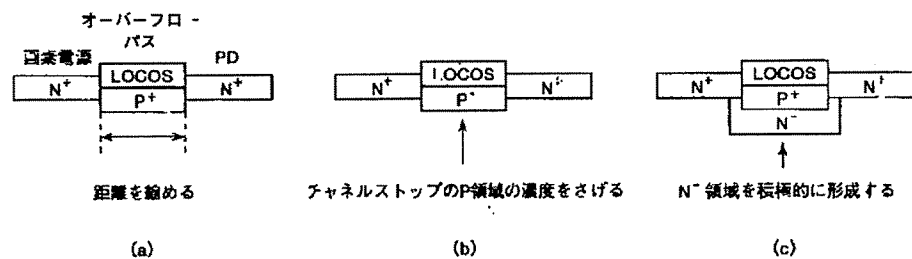 オーバーフロ-
パス
画素電源
PD
N⁺
LOCOS
P⁺
N⁺
距離を縮める
(a)
N⁺
LOCOS
P⁻
チャネルストップのP領域の濃度をさげる
(b)
N⁺
LOCOS
P⁺
N⁺
N⁻
N⁻領域を積極的に形成する
(c)